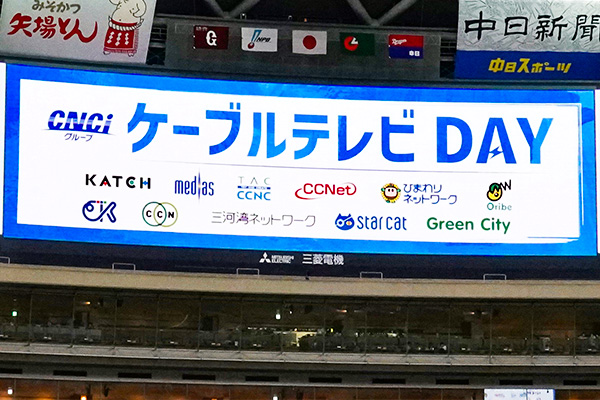 みそかつ
矢場とん
G
NPB
Dragons
中日新聞
中日スポーツ
CNCi
グループ
ケーブルテレビ DAY
KATCH
medias
TAC
CCNC
CCNet
ひまわり
ネットワーク
Oribe
CCN
三河湾ネットワーク
starcat
Green City
MITSUBISHI
ELECTRIC
三菱電機